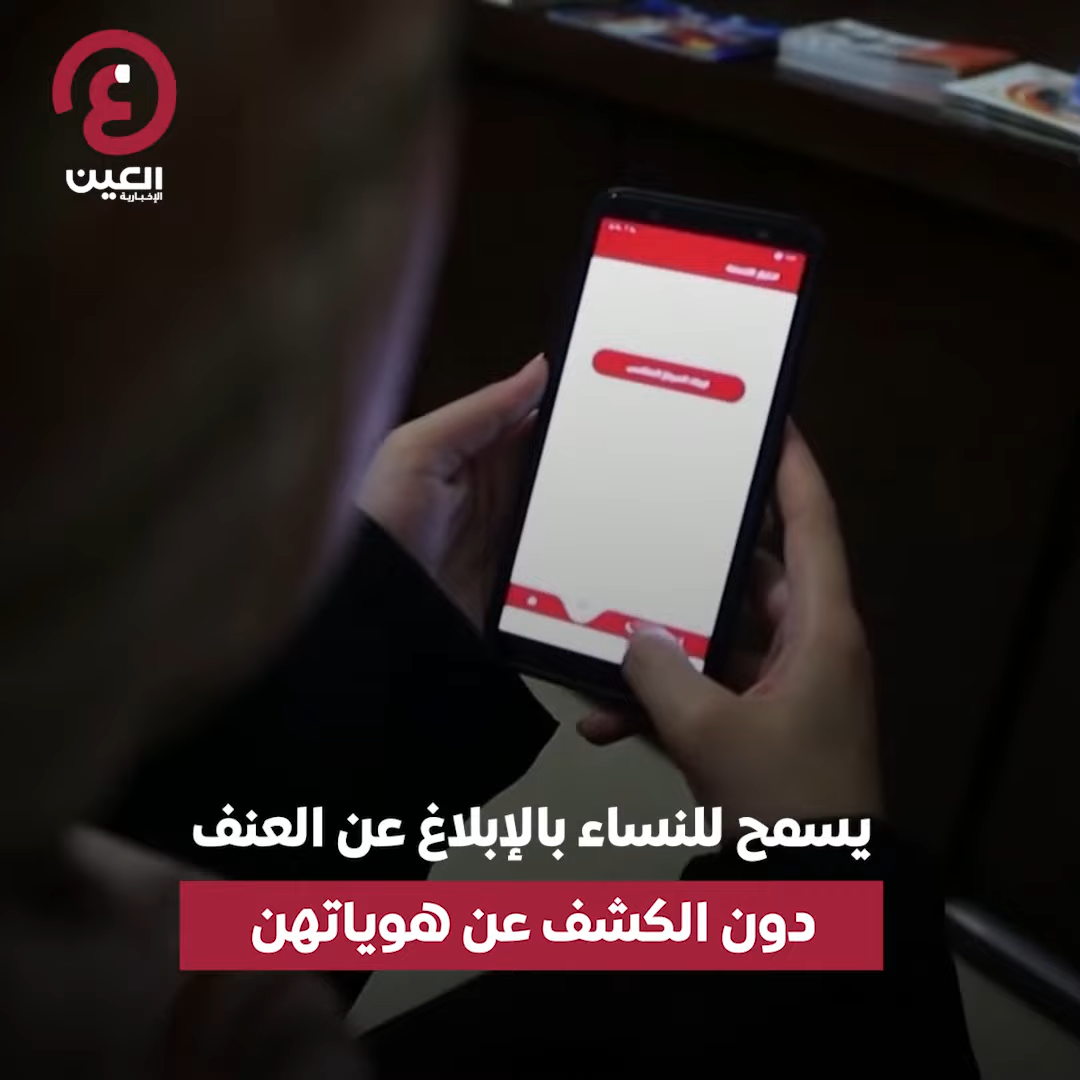 العين
الإخبارية
يسمح للنساء بالإبلاغ عن العنف
دون الكشف عن هوياتهن